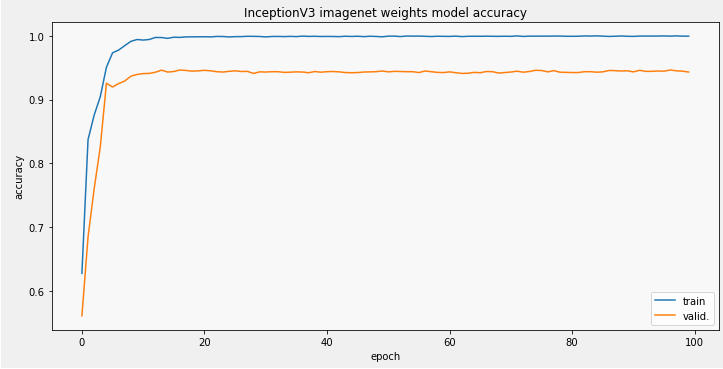 InceptionV3 imagenet weights model accuracy
1.0
0.9
0.8
0.7
0.6
accuracy
0 20 40 60 80 100
epoch
train
valid.